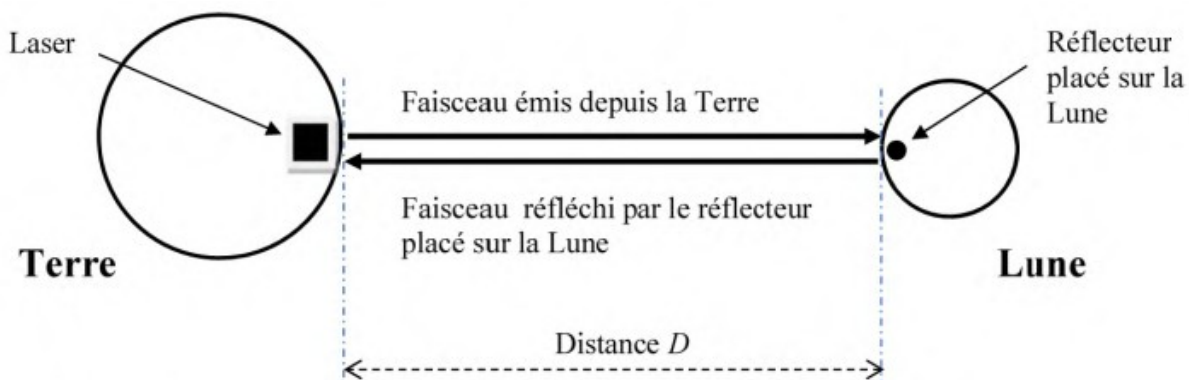 Laser
Réflecteur
placé sur la
Lune
Faisceau émis depuis la Terre
Faisceau réfléchi par le réflecteur
placé sur la Lune
Terre
Lune
Distance D